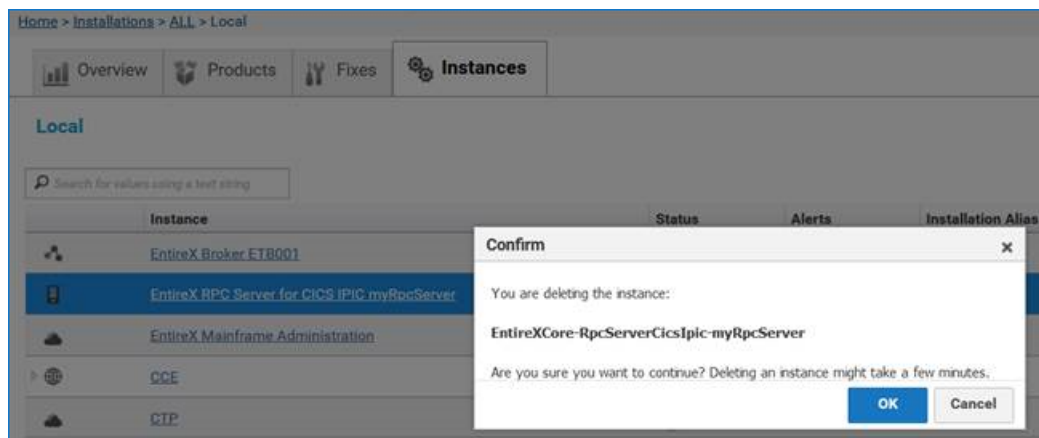 Home > Installations > ALL > Local
Overview Products Fixes Instances
Local
Search for values using a text string
Instance Status Alerts Installation Alias
EntireX Broker ETB001
EntireX RPC Server for CICS IPIC myRpcServer
EntireX Mainframe Administration
CCE
CTP
Confirm
You are deleting the instance:
EntireXCore-RpcServerCicsIpic-myRpcServer
Are you sure you want to continue? Deleting an instance might take a few minutes.
OK Cancel